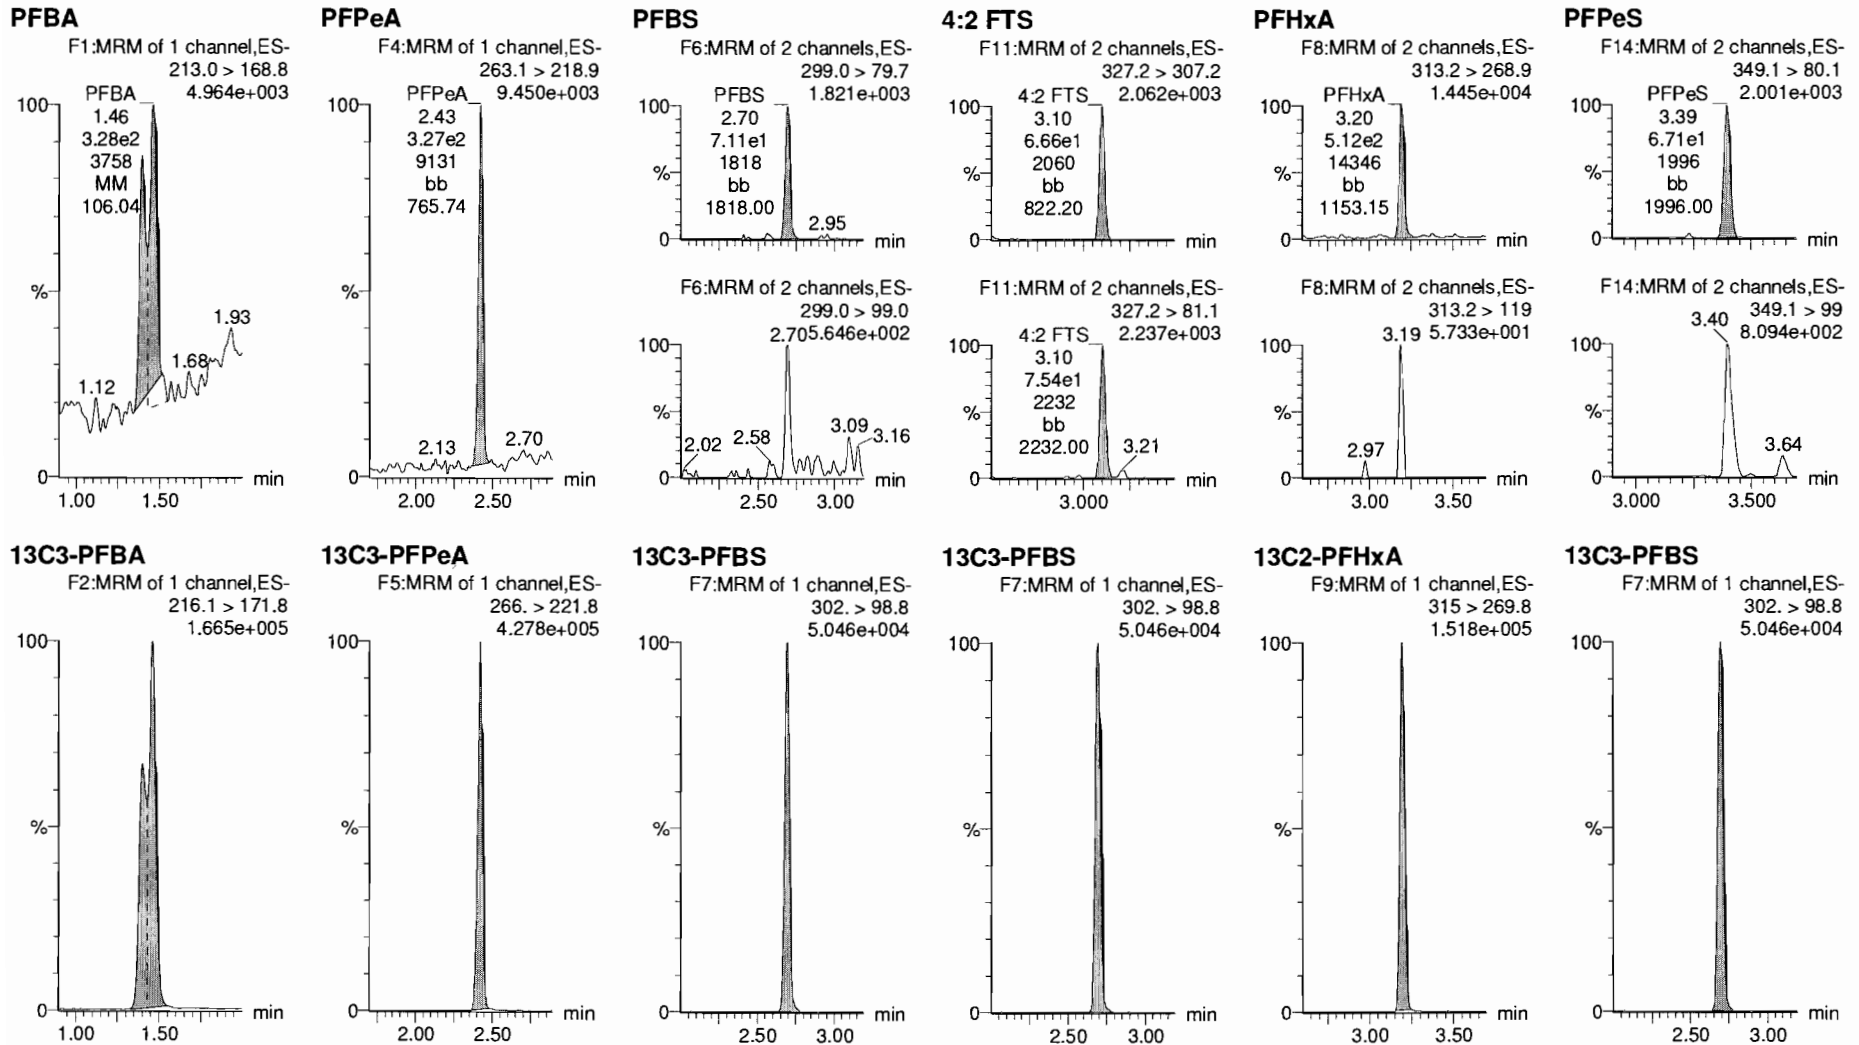 PFBA
F1:MRM of 1 channel,ES-
213.0 > 168.8
4.964e+003
PFBA
1.46
3.28e2
3758
MM
106.04
100
%
0
1.12
1.68
1.93
min
1.00
1.50
PFPeA
F4:MRM of 1 channel,ES-
263.1 > 218.9
9.450e+003
PFPeA
2.43
3.27e2
9131
bb
765.74
100
%
0
2.13
2.70
min
2.00
2.50
PFBS
F6:MRM of 2 channels,ES-
299.0 > 79.7
1.821e+003
PFBS
2.70
7.11e1
1818
bb
1818.00
100
%
0
2.95
min
F6:MRM of 2 channels,ES-
299.0 > 99.0
2.70
5.646e+002
100
%
0
2.02
2.58
3.09
3.16
min
2.50
3.00
4:2 FTS
F11:MRM of 2 channels,ES-
327.2 > 307.2
2.062e+003
4:2 FTS
3.10
6.66e1
2060
bb
822.20
100
%
0
min
F11:MRM of 2 channels,ES-
327.2 > 81.1
2.237e+003
4:2 FTS
3.10
7.54e1
2232
bb
2232.00
100
%
0
3.21
min
3.000
PFHxA
F8:MRM of 2 channels,ES-
313.2 > 268.9
1.445e+004
PFHxA
3.20
5.12e2
14346
bb
1153.15
100
%
0
min
F8:MRM of 2 channels,ES-
313.2 > 119
3.19
5.733e+001
100
%
0
2.97
min
3.00
3.50
PFPeS
F14:MRM of 2 channels,ES-
349.1 > 80.1
2.001e+003
PFPeS
3.39
6.71e1
1996
bb
1996.00
100
%
0
min
F14:MRM of 2 channels,ES-
349.1 > 99
3.40
8.094e+002
100
%
0
3.64
min
3.000
3.500
13C3-PFBA
F2:MRM of 1 channel,ES-
216.1 > 171.8
1.665e+005
100
%
0
min
1.00
1.50
13C3-PFPeA
F5:MRM of 1 channel,ES-
266. > 221.8
4.278e+005
100
%
0
min
2.00
2.50
13C3-PFBS
F7:MRM of 1 channel,ES-
302. > 98.8
5.046e+004
100
%
0
min
2.50
3.00
13C3-PFBS
F7:MRM of 1 channel,ES-
302. > 98.8
5.046e+004
100
%
0
min
2.50
3.00
13C2-PFHxA
F9:MRM of 1 channel,ES-
315 > 269.8
1.518e+005
100
%
0
min
3.00
3.50
13C3-PFBS
F7:MRM of 1 channel,ES-
302. > 98.8
5.046e+004
100
%
0
min
2.50
3.00